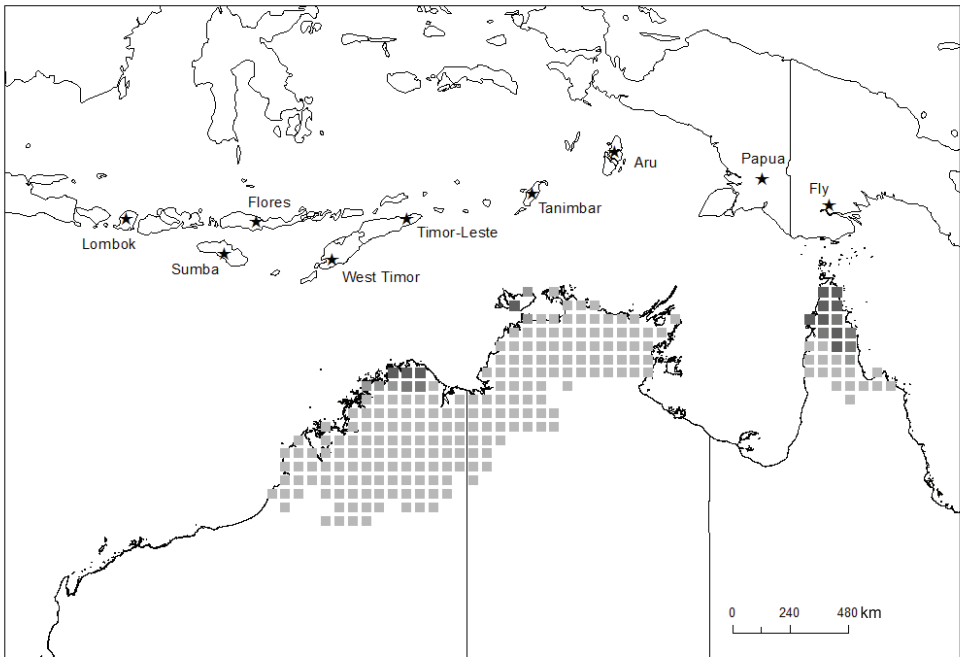 Aru
Papua
Fly
Tanimbar
Flores
Timor-Leste
Lombok
Sumba
West Timor
0 240 480 km